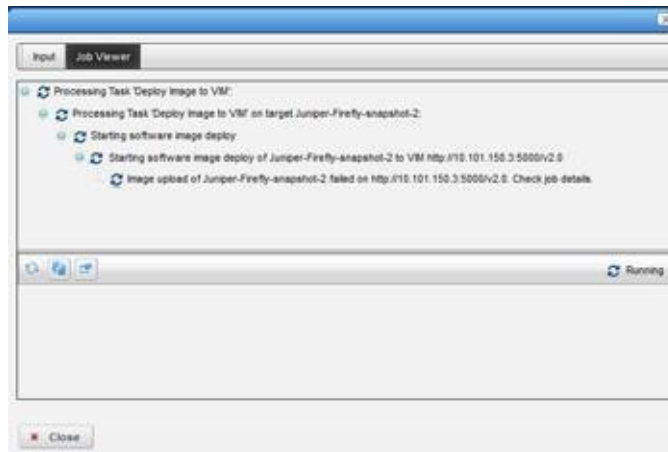 Input Job Viewer
Processing Task 'Deploy Image to VIM':
Processing Task 'Deploy Image to VIM' on target Juniper-Firefly-snapshot-2:
Starting software image deploy
Starting software image deploy of Juniper-Firefly-snapshot-2 to VIM http://10.101.150.3:5000/v2.0
Image upload of Juniper-Firefly-snapshot-2 failed on http://10.101.150.3:5000/v2.0. Check job details.
Running
Close